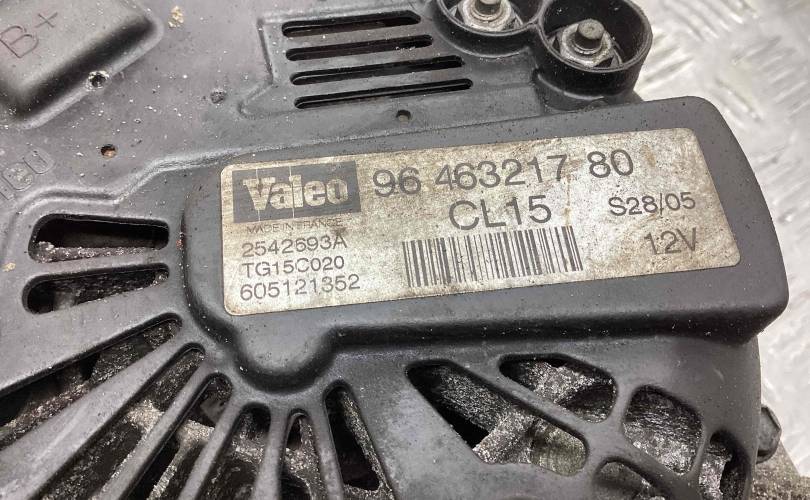 B+
Valeo
96 463217 80
MADE IN FRANCE
CL15
S28/05
2542693A
TG15C020
605121352
12V